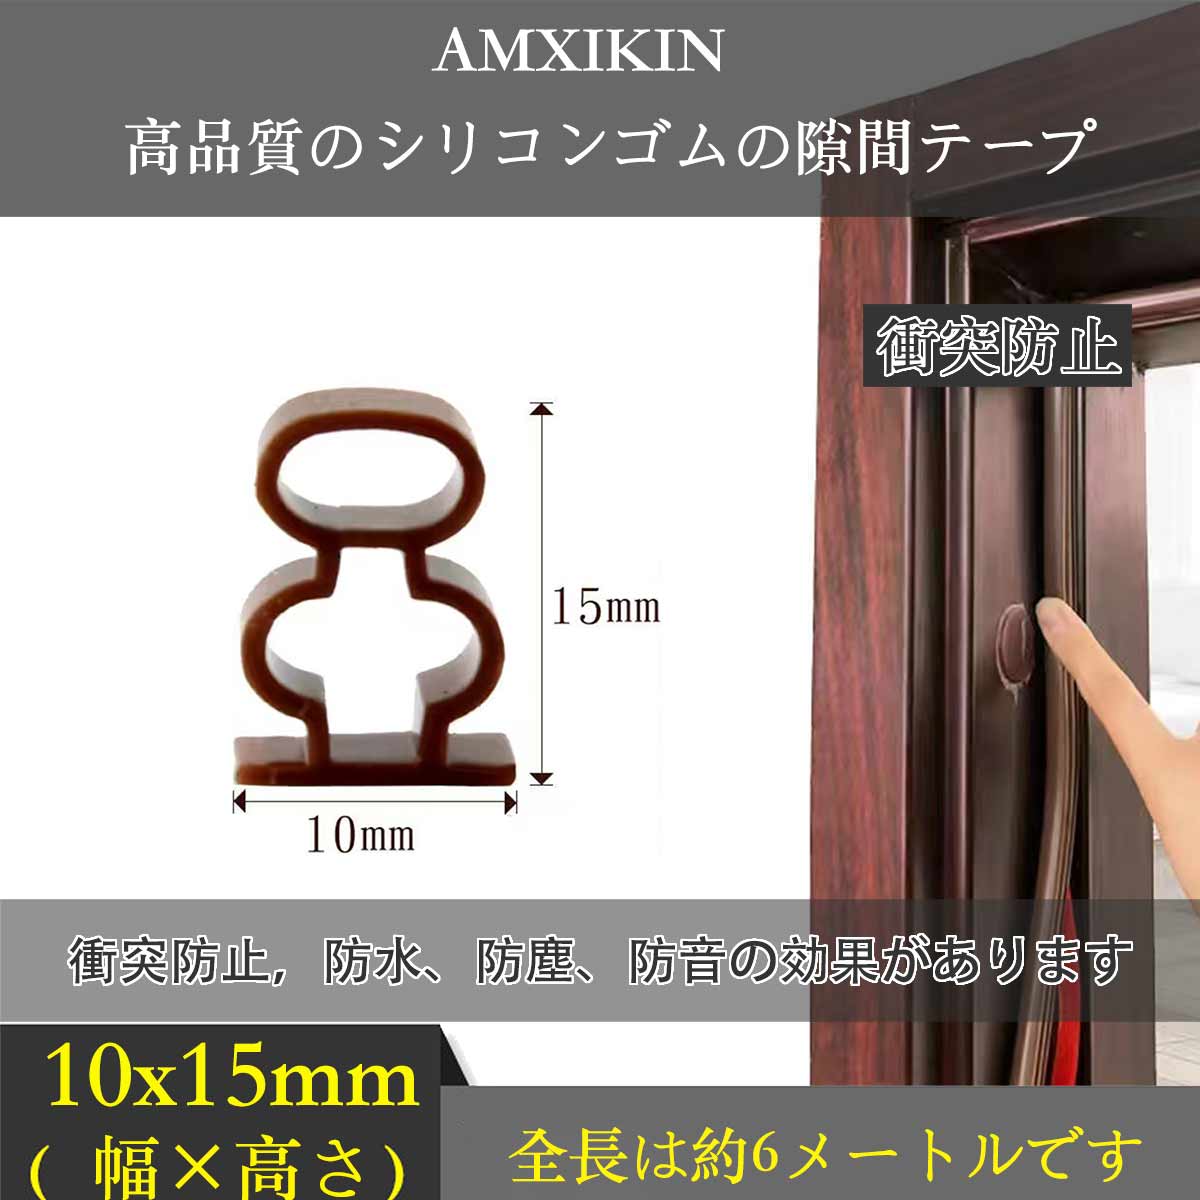 AMXIKIN
高品質のシリコンゴムの隙間テープ
衝突防止
15mm
10mm
衝突防止，防水、防塵、防音の効果があります
10x15mm
( 幅×高さ)
全長は約6メートルです